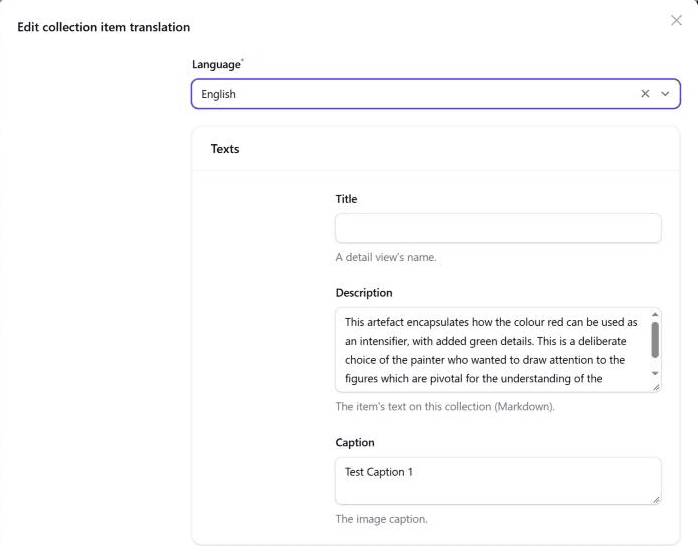 Edit collection item translation
Language*
English
Texts
Title
A detail view's name.
Description
This artefact encapsulates how the colour red can be used as
an intensifier, with added green details. This is a deliberate
choice of the painter who wanted to draw attention to the
figures which are pivotal for the understanding of the
The item's text on this collection (Markdown).
Caption
Test Caption 1
The image caption.